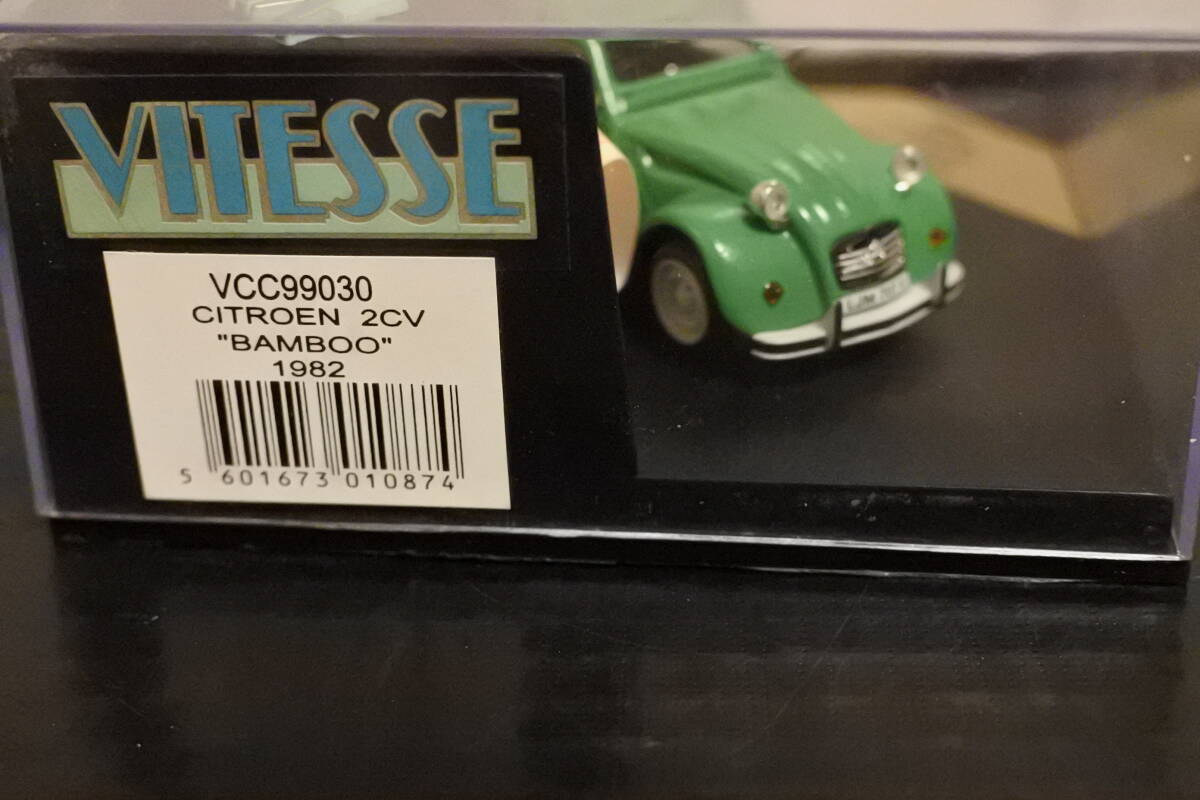 VITESSE
VCC99030
CITROEN 2CV
"BAMBOO"
1982
5 601673 010874